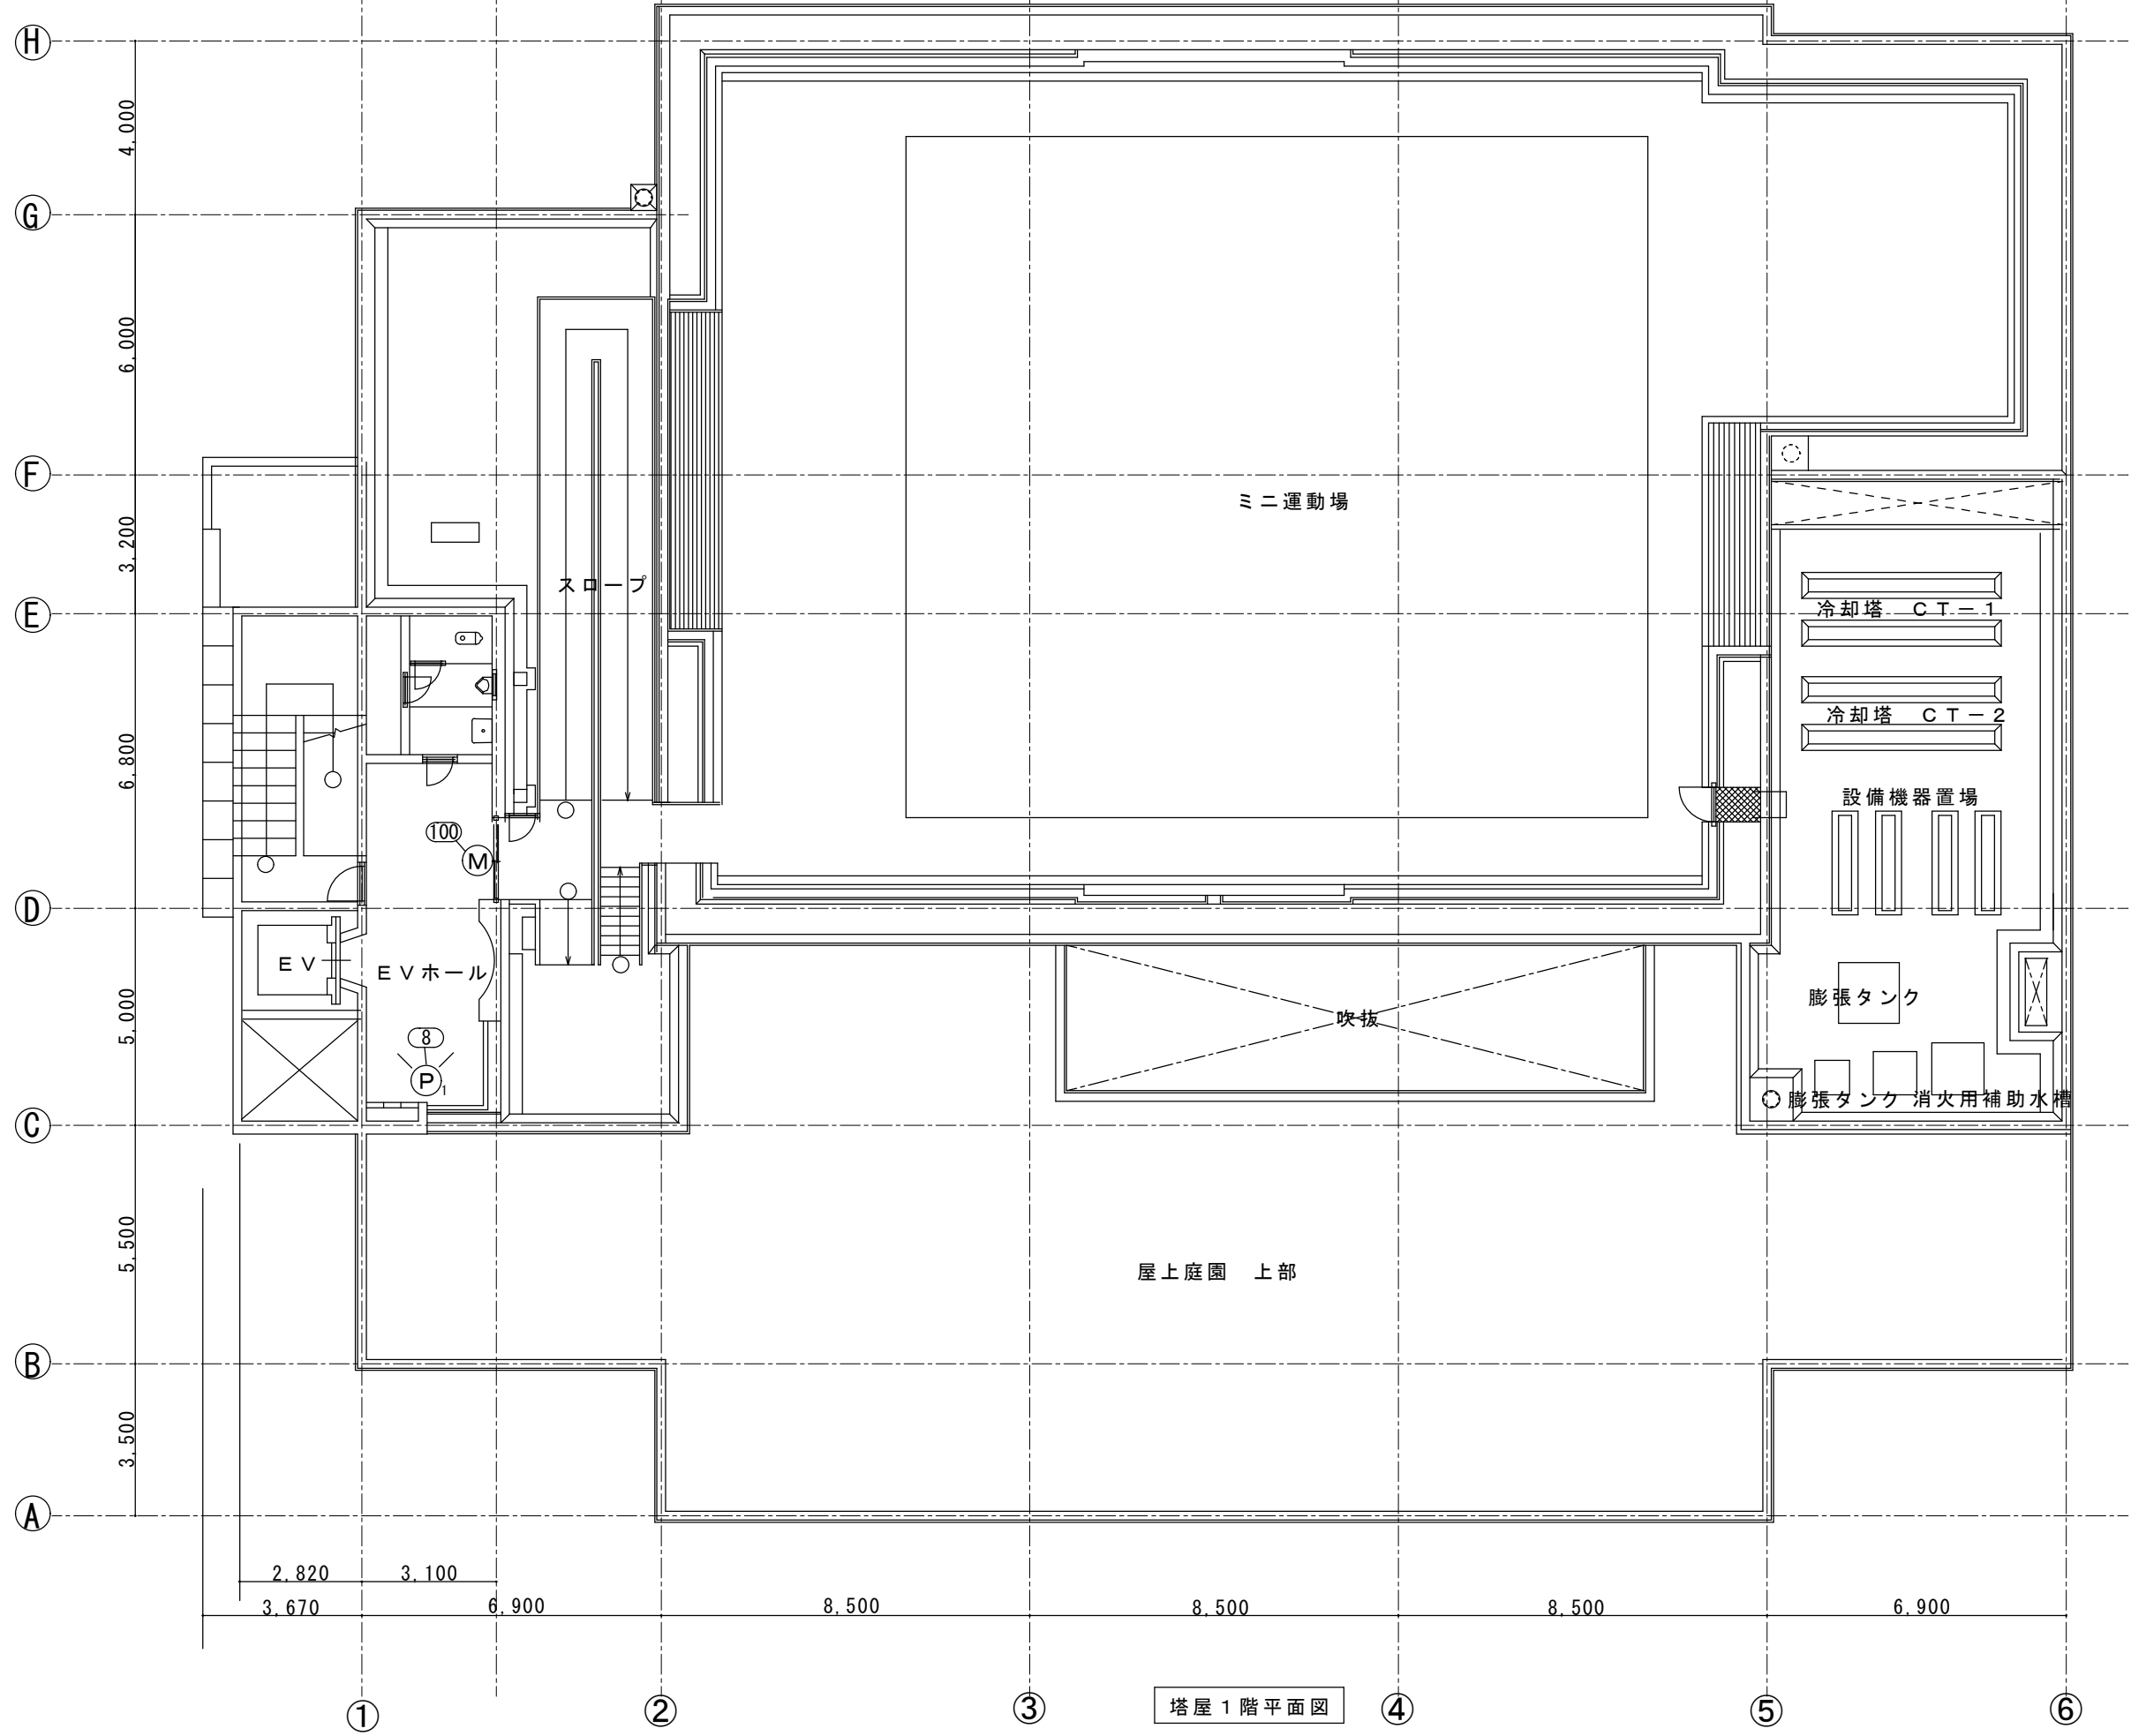 H
4,000
G
6,000
F
ミニ運動場
3,200
スロープ
E
冷却塔　ＣＴ－１
冷却塔　ＣＴ－２
6,800
設備機器置場
100
M
D
ＥＶ
ＥＶホール
膨張タンク
5,000
吹抜
8
P1
膨張タンク 消火用補助水槽
C
5,500
屋上庭園　上部
B
3,500
A
2,820 3,100
3,670 6,900 8,500 8,500 8,500 6,900
塔屋１階平面図
1 2 3 4 5 6